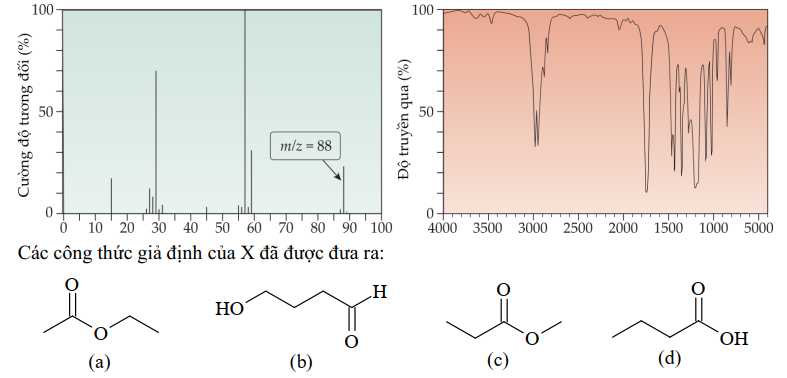 Cường độ tương đối (%)
100
50
0
m/z = 88
0 10 20 30 40 50 60 70 80 90 100
Độ truyền qua (%)
100
50
0
4000 3500 3000 2500 2000 1500 1000 5000
Các công thức giả định của X đã được đưa ra:
O
O
(a)
HO
H
O
(b)
O
O
(c)
O
OH
(d)